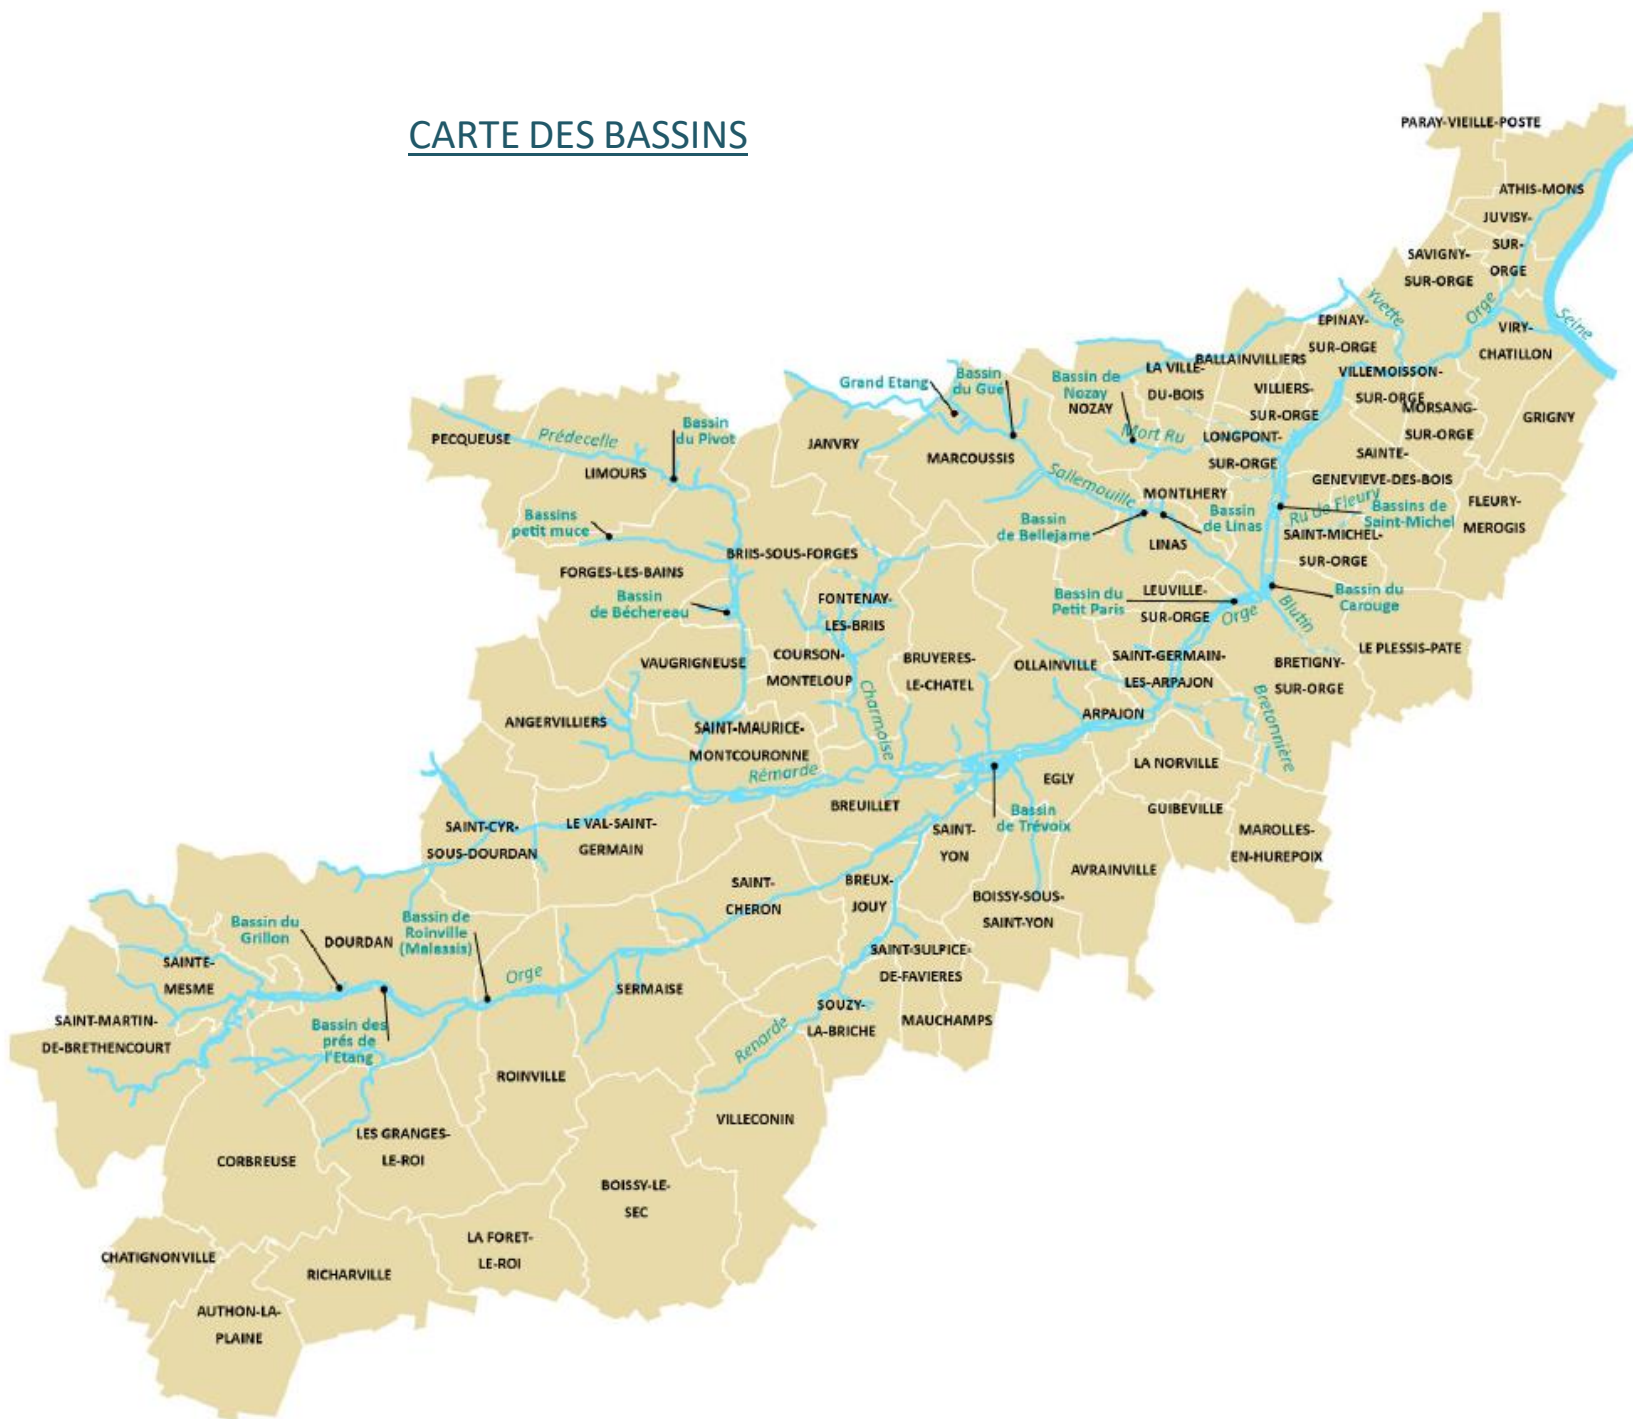 CARTE DES BASSINS
PARAY-VIEILLE-POSTE
ATHIS-MONS
JUVISY-
SUR-
ORGE
SAVIGNY-
SUR-ORGE
Yvette
Orge
Seine
VIRY-
CHATILLON
EPINAY-
SUR-ORGE
BALLAINVILLIERS
LA VILLE-
DU-BOIS
VILLIERS-
SUR-ORGE
VILLEMOISSON-
SUR-ORGE
MORSANG-
SUR-ORGE
GRIGNY
Grand Etang
Bassin
du Gué
Bassin de
Nozay
NOZAY
Mort Ru
LONGPONT-
SUR-ORGE
SAINTE-
GENEVIEVE-DES-BOIS
FLEURY-
MEROGIS
PECQUEUSE
Prédecelle
Bassin
du Pivot
LIMOURS
JANVRY
MARCOUSSIS
Sallemouille
MONTLHERY
Ru de Fleury
Bassins de
Saint-Michel
Bassins
petit muce
Bassin
de Bellejame
Bassin
de Linas
LINAS
SAINT-MICHEL-
SUR-ORGE
BRIIS-SOUS-FORGES
FORGES-LES-BAINS
Bassin
de Béchereau
FONTENAY-
LES-BRIIS
Bassin du
Petit Paris
LEUVILLE-
SUR-ORGE
Orge
Bassin du
Carouge
Blutin
LE PLESSIS-PATE
VAUGRIGNEUSE
COURSON-
MONTELOUP
BRUYERES-
LE-CHATEL
OLLAINVILLE
SAINT-GERMAIN-
LES-ARPAJON
BRETIGNY-
SUR-ORGE
ANGERVILLIERS
SAINT-MAURICE-
MONTCOURONNE
Charmoise
ARPAJON
Bretonnière
Rémarde
EGLY
LA NORVILLE
BREUILLET
Bassin
de Trévoix
GUIBEVILLE
SAINT-CYR-
SOUS-DOURDAN
LE VAL-SAINT-
GERMAIN
SAINT-
YON
MAROLLES-
EN-HUREPOIX
AVRAINVILLE
SAINT-
CHERON
BREUX-
JOUY
BOISSY-SOUS-
SAINT-YON
Bassin du
Grillon
DOURDAN
Bassin de
Roinville
(Malassis)
SAINTE-
MESME
Orge
SERMAISE
SAINT-SULPICE-
DE-FAVIERES
SAINT-MARTIN-
DE-BRETHENCOURT
Bassin des
prés de
l'Etang
SOUZY-
LA-BRICHE
MAUCHAMPS
Renarde
ROINVILLE
VILLECONIN
LES GRANGES-
LE-ROI
CORBREUSE
BOISSY-LE-
SEC
LA FORET-
LE-ROI
CHATIGNONVILLE
RICHARVILLE
AUTHON-LA-
PLAINE